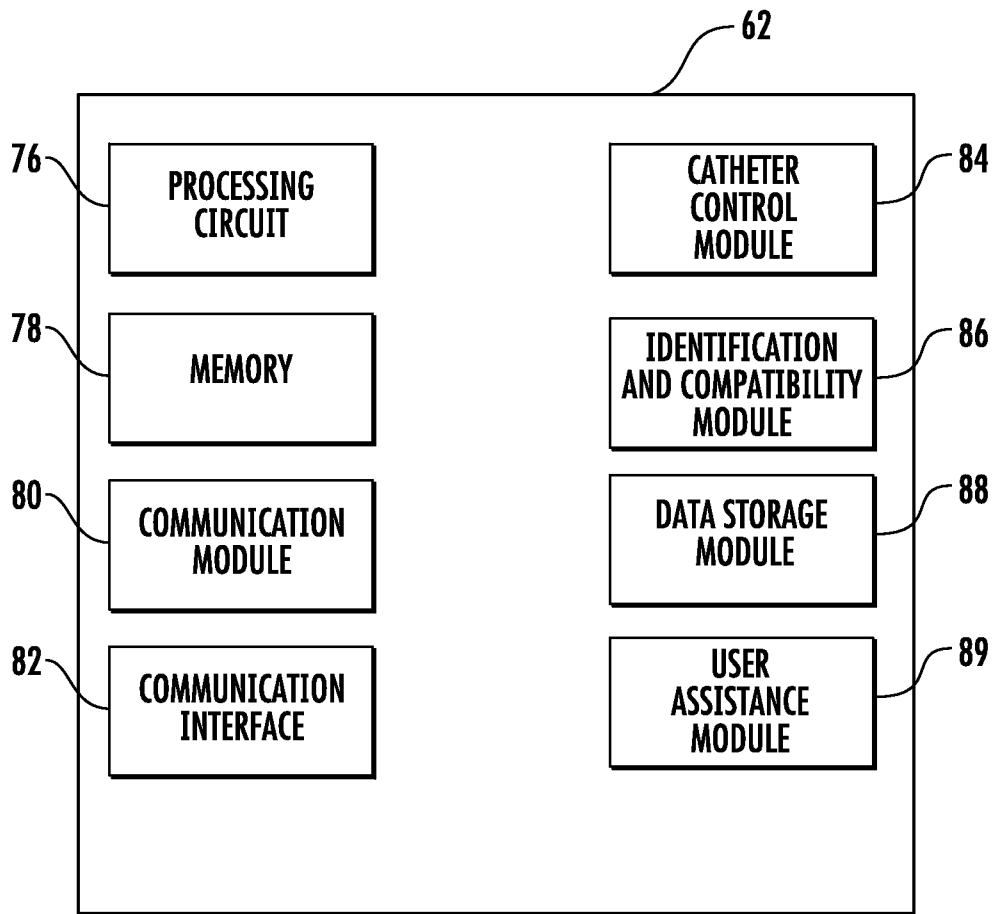 62
76
PROCESSING
CIRCUIT
78
MEMORY
80
COMMUNICATION
MODULE
82
COMMUNICATION
INTERFACE
84
CATHETER
CONTROL
MODULE
86
IDENTIFICATION
AND COMPATIBILITY
MODULE
88
DATA STORAGE
MODULE
89
USER
ASSISTANCE
MODULE